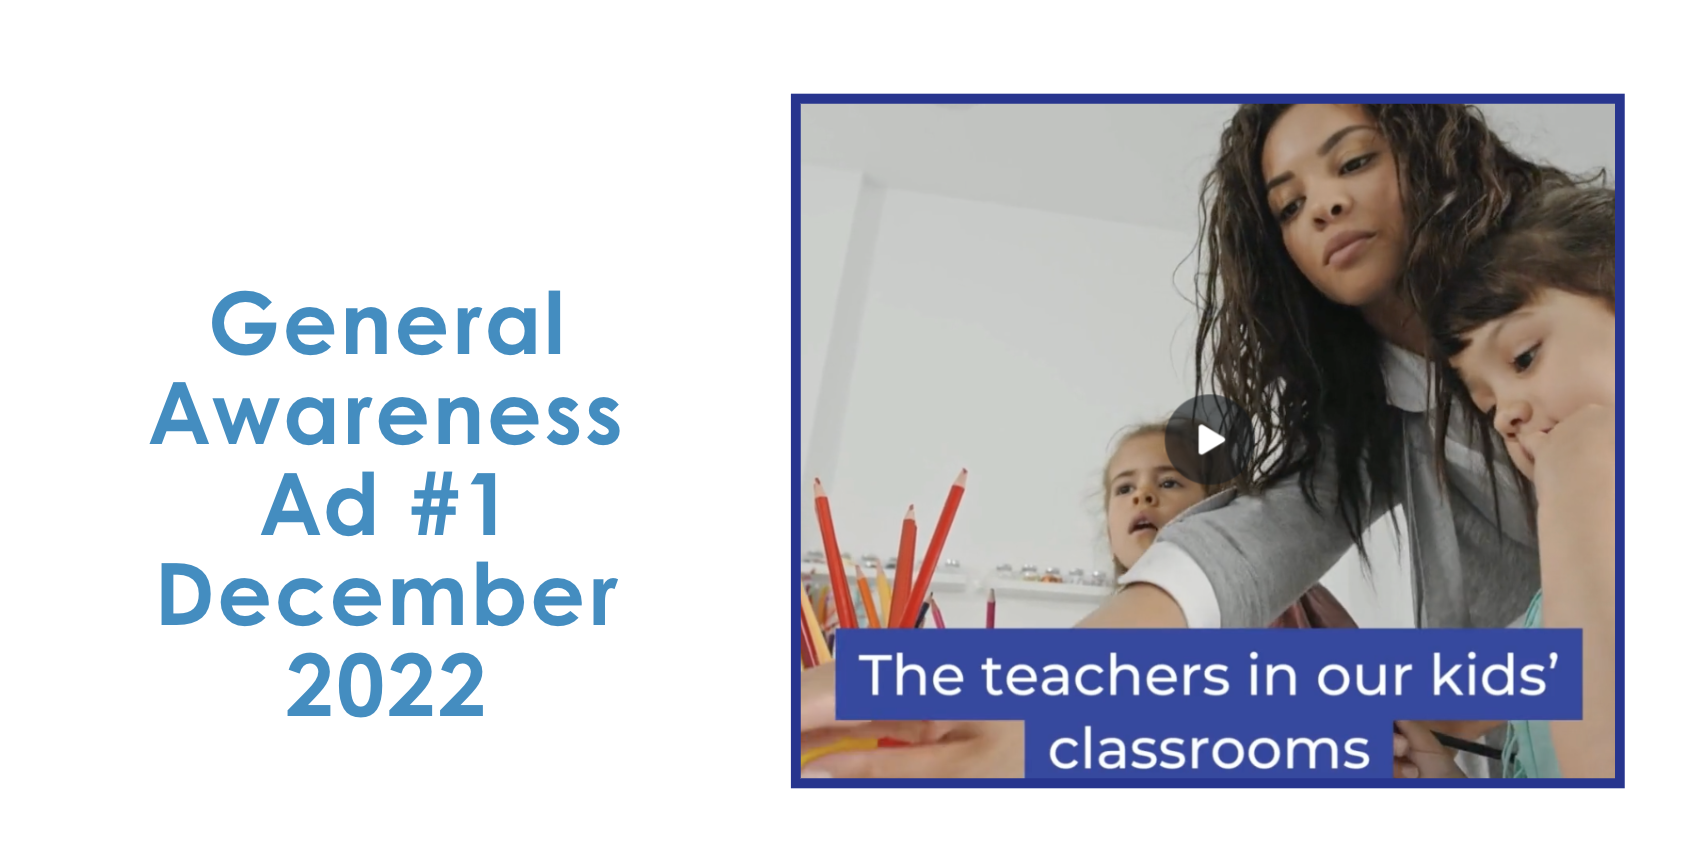 General
Awareness
Ad #1
December
2022
The teachers in our kids’
classrooms